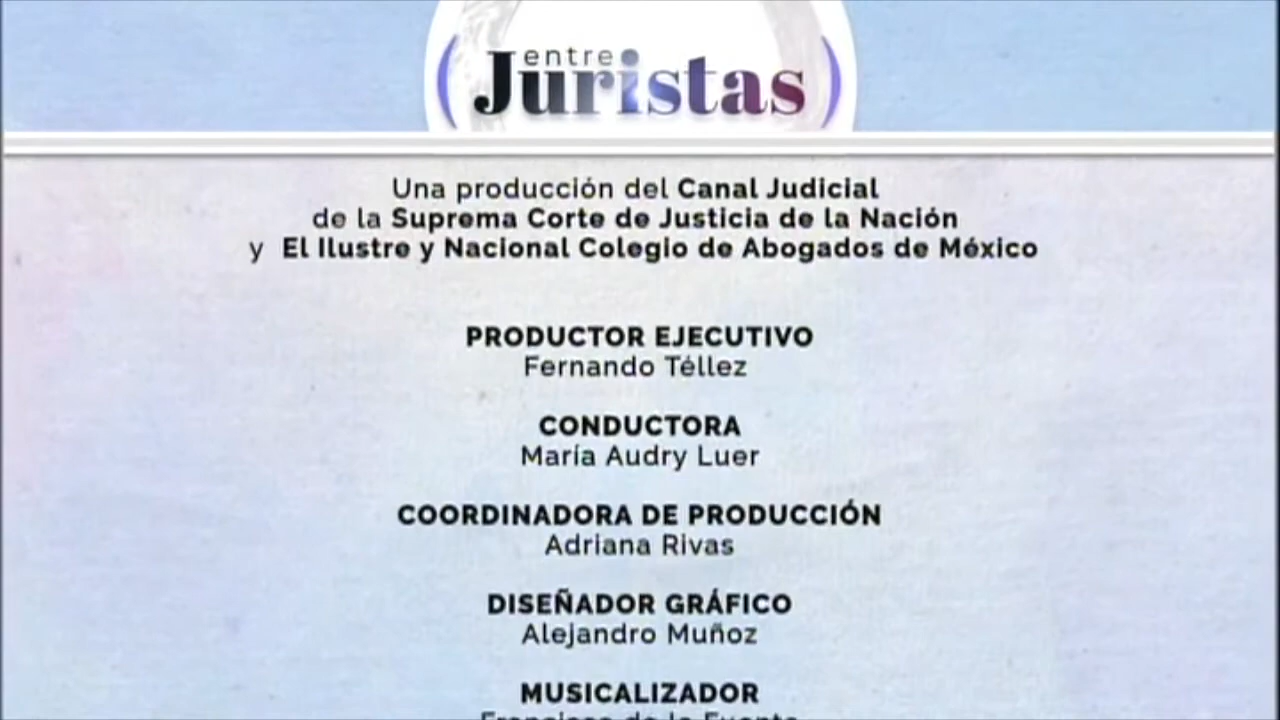 entre
Juristas
Una producción del Canal Judicial
de la Suprema Corte de Justicia de la Nación
y El Ilustre y Nacional Colegio de Abogados de México
PRODUCTOR EJECUTIVO
Fernando Téllez
CONDUCTORA
María Audry Luer
COORDINADORA DE PRODUCCIÓN
Adriana Rivas
DISEÑADOR GRÁFICO
Alejandro Muñoz
MUSICALIZADOR